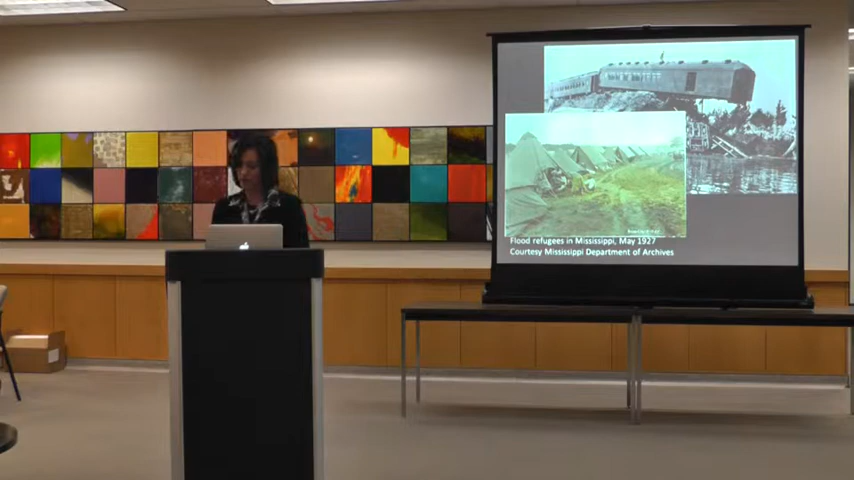 Flood refugees in Mississippi, May 1927
Courtesy Mississippi Department of Archives